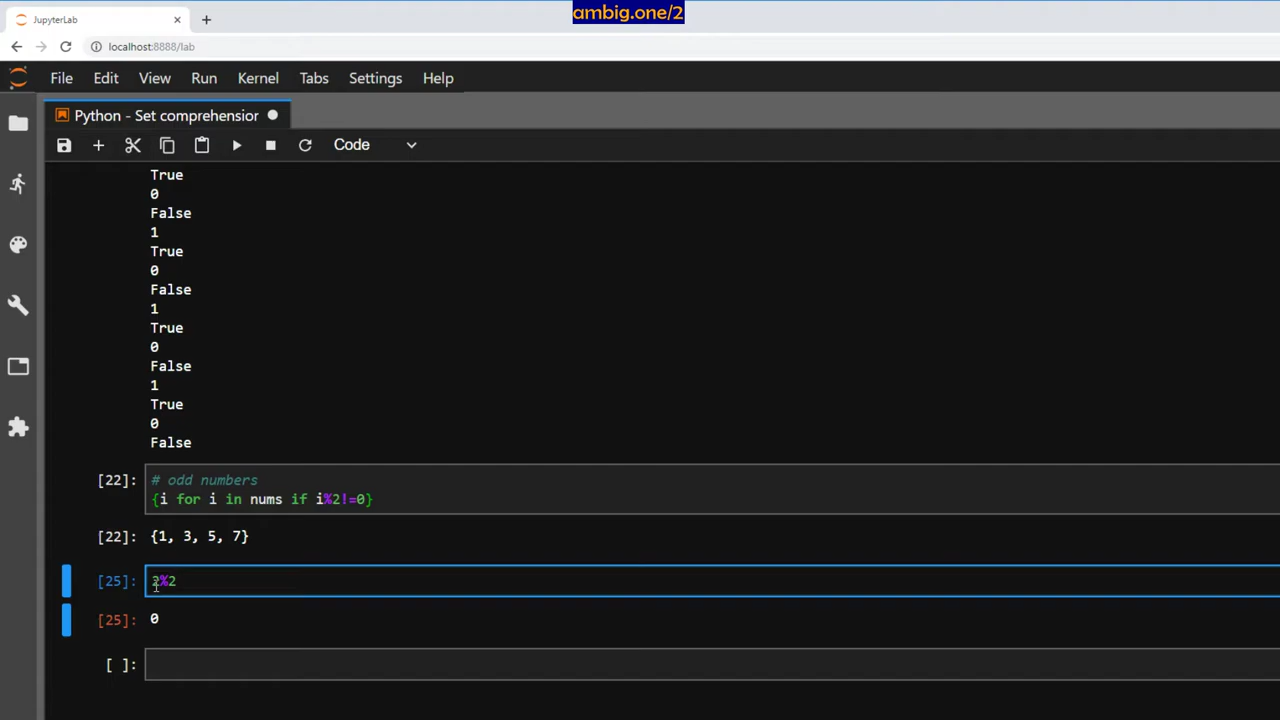 ambig.one/2
JupyterLab
localhost:8888/lab
File Edit View Run Kernel Tabs Settings Help
Python - Set comprehension
Code
True
0
False
1
True
0
False
1
True
0
False
1
True
0
False
[22]: # odd numbers
{i for i in nums if i%2!=0}
[22]: {1, 3, 5, 7}
[25]: 2%2
[25]: 0
[ ]: